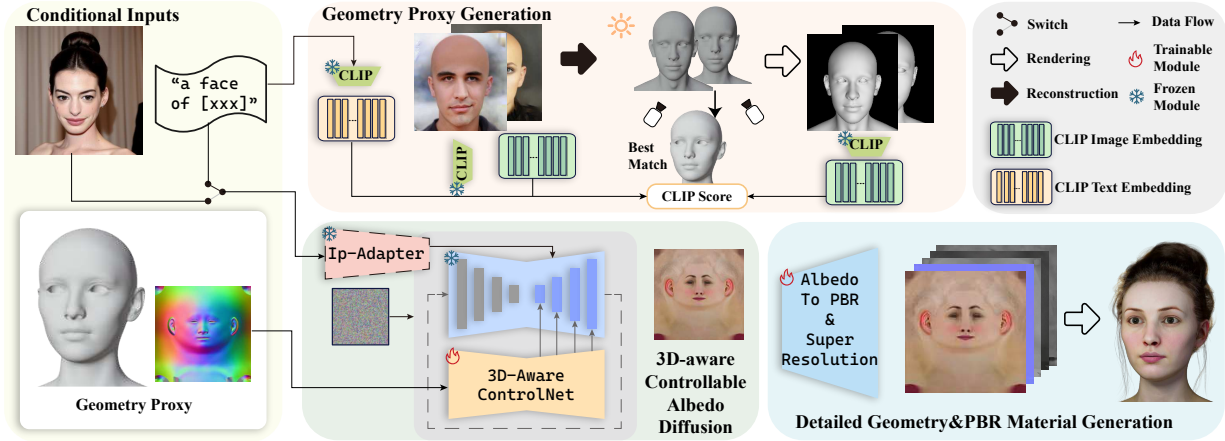 Conditional Inputs
“a face
of [xxx]”
Geometry Proxy
Geometry Proxy Generation
CLIP
CLIP
CLIP
Best
Match
CLIP Score
Switch
Data Flow
Rendering
Trainable
Module
Reconstruction
Frozen
Module
CLIP Image Embedding
CLIP Text Embedding
Ip-Adapter
3D-Aware
ControlNet
3D-aware
Controllable
Albedo
Diffusion
Albedo
To PBR
&
Super
Resolution
Detailed Geometry&PBR Material Generation